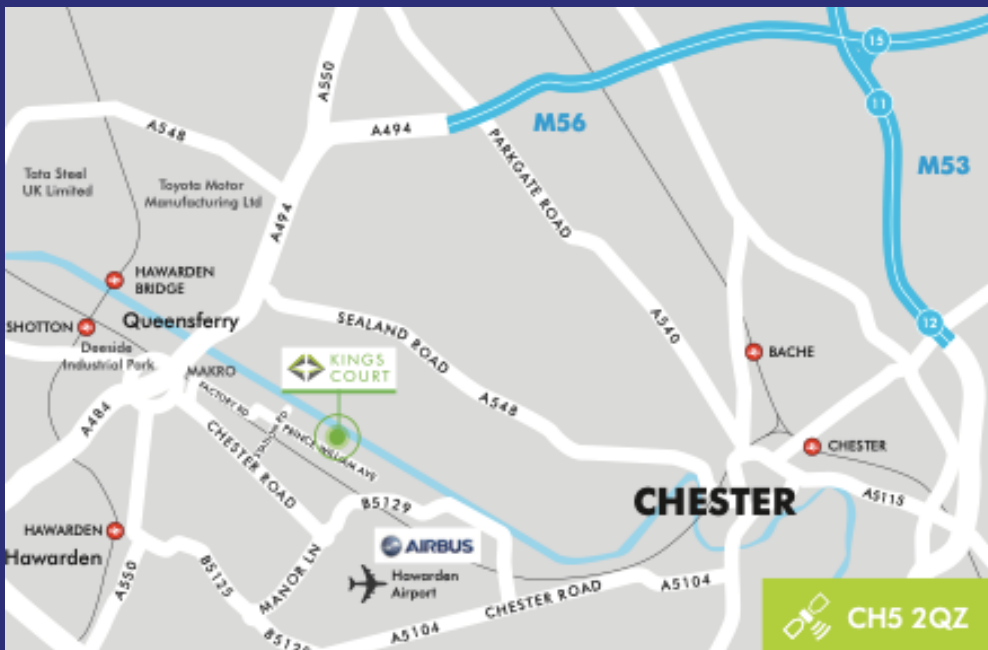 15
A550
11
M56
A494
A548
PARKGATE ROAD
M53
Tata Steel
UK Limited
Toyota Motor
Manufacturing Ltd
A494
HAWARDEN
BRIDGE
SHOTTON
Queensferry
SEALAND ROAD
A540
12
Deeside
Industrial Park
MAKRO
KINGS
COURT
BACHE
FACTORY RD
A548
A484
PRINCE WILLIAM AVE
CHESTER ROAD
CHESTER
B5129
CHESTER
A5115
HAWARDEN
Hawarden
AIRBUS
A550
B5125
MANOR LN
Hawarden
Airport
CHESTER ROAD
A5104
A5104
CH5 2QZ